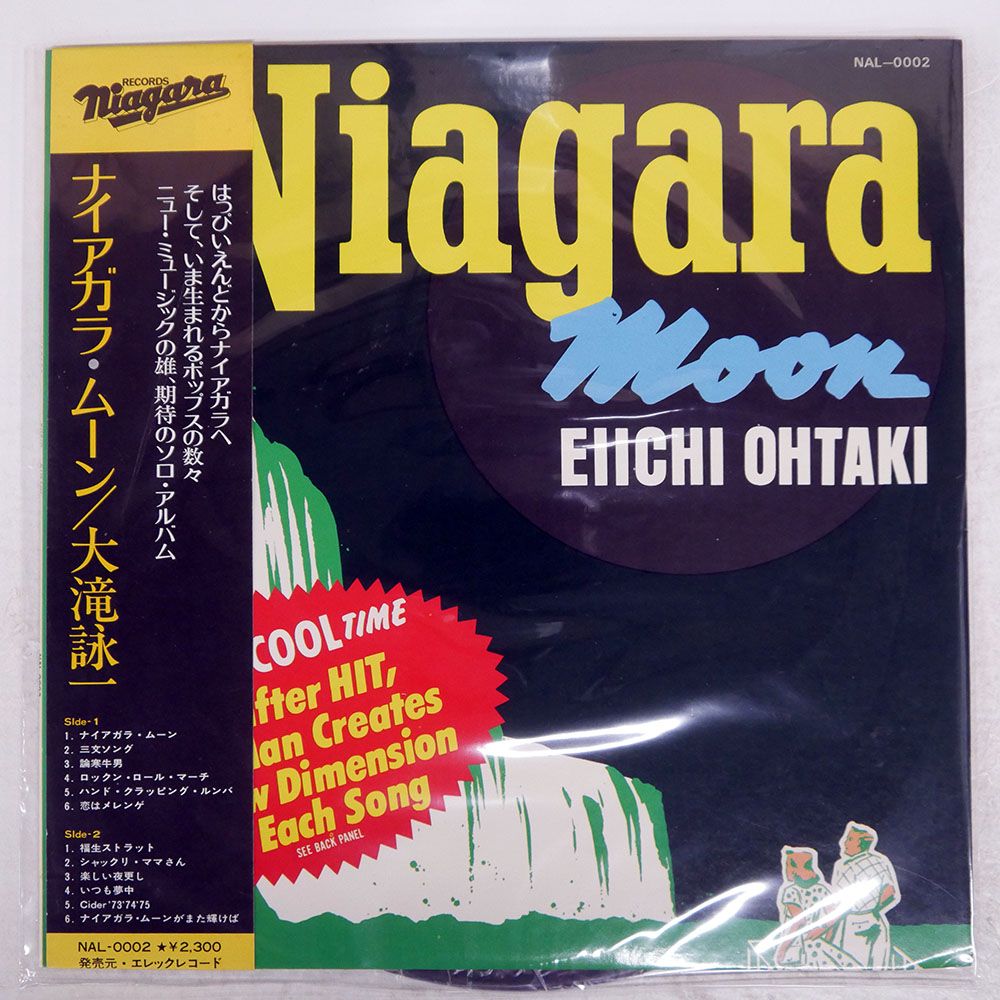 RECORDS
Niagara
ナイアガラ・ムーン/大滝詠一
はっぴいえんどからナイアガラへ
そして、いま生まれるポップスの数々
ニュー・ミュージックの雄、期待のソロ・アルバム
Side-1
1. ナイアガラ・ムーン
2. 三文ソング
3. 論寒牛男
4. ロックン・ロール・マーチ
5. ハンド・クラッピング・ルンバ
6. 恋はメレンゲ
Side-2
1. 福生ストラット
2. シャックリ・ママさん
3. 楽しい夜更し
4. いつも夢中
5. Cider '73'74'75
6. ナイアガラ・ムーンがまた輝けば
NAL-0002 ★¥2,300
発売元・エレックレコード
NAL-0002
Niagara
Moon
EIICHI OHTAKI
COOL TIME
fter HIT,
an Creates
w Dimension
Each Song
SEE BACK PANEL